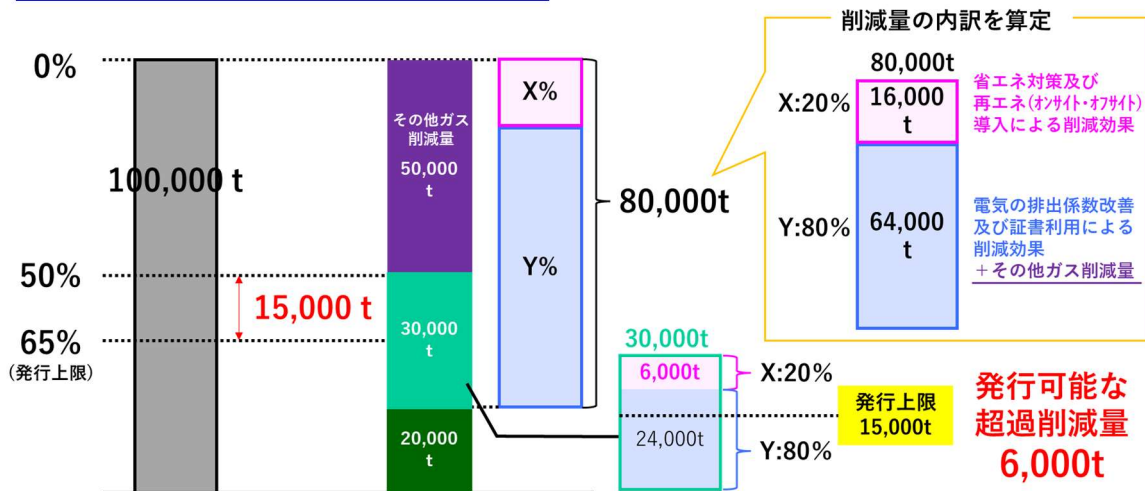 0%
100,000 t
50%
65%
(発行上限)
15,000 t
その他ガス
削減量
50,000
t
30,000
t
20,000
t
X%
Y%
80,000t
削減量の内訳を算定
80,000t
X:20%
16,000
t
省エネ対策及び
再エネ(オンサイト・オフサイト)
導入による削減効果
Y:80%
64,000
t
電気の排出係数改善
及び証書利用による
削減効果
＋その他ガス削減量
30,000t
6,000t
X:20%
24,000t
Y:80%
発行上限
15,000t
発行可能な
超過削減量
6,000t